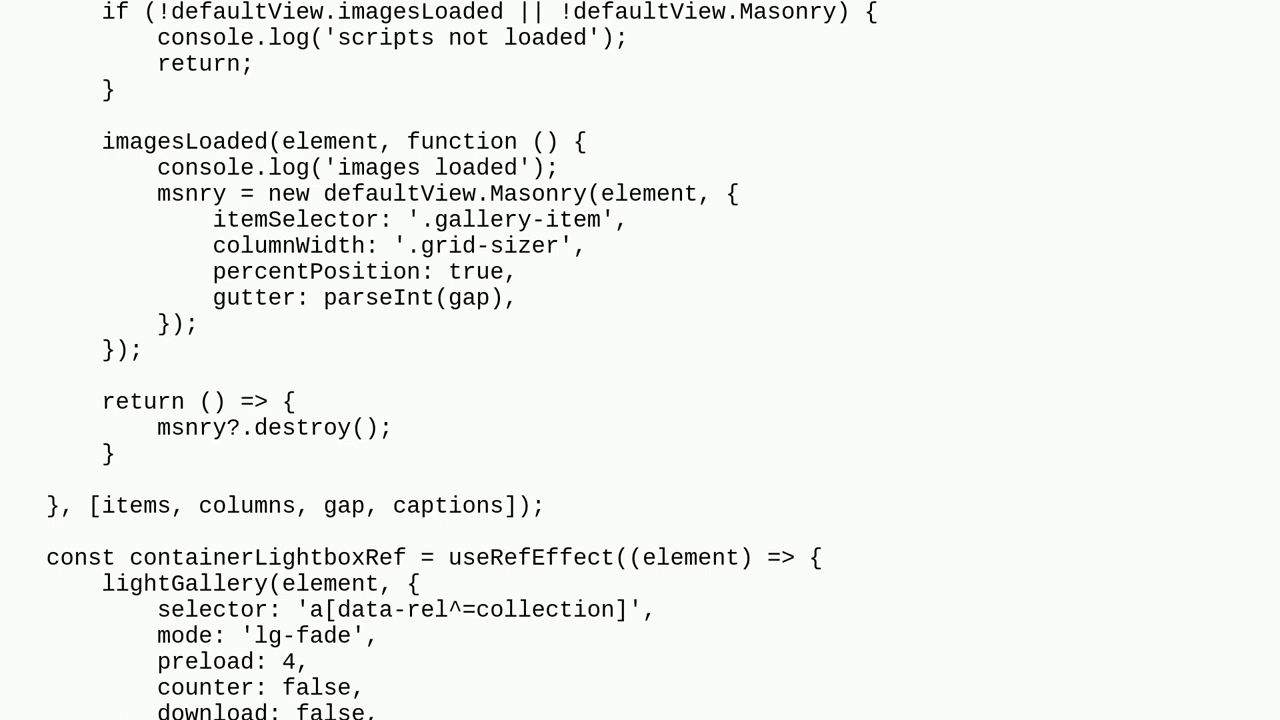 if (!defaultView.imagesLoaded || !defaultView.Masonry) {
console.log('scripts not loaded');
return;
}
imagesLoaded(element, function () {
console.log('images loaded');
msnry = new defaultView.Masonry(element, {
itemSelector: '.gallery-item',
columnWidth: '.grid-sizer',
percentPosition: true,
gutter: parseInt(gap),
});
});
return () => {
msnry?.destroy();
}
}, [items, columns, gap, captions]);
const containerLightboxRef = useRefEffect((element) => {
lightGallery(element, {
selector: 'a[data-rel^=collection]',
mode: 'lg-fade',
preload: 4,
counter: false,
download: false,